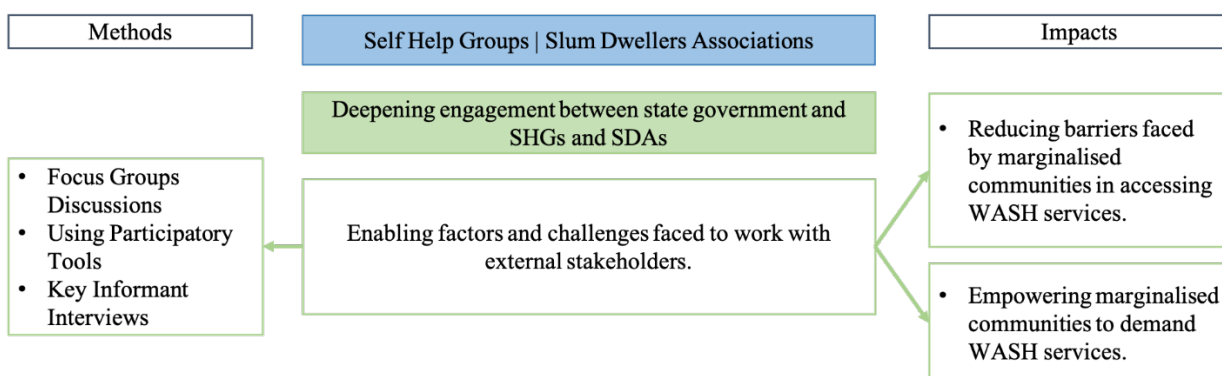 Methods
Self Help Groups | Slum Dwellers Associations
Impacts
Deepening engagement between state government and
SHGs and SDAs
• Focus Groups
Discussions
• Using Participatory
Tools
• Key Informant
Interviews
Enabling factors and challenges faced to work with
external stakeholders.
• Reducing barriers faced
by marginalised
communities in accessing
WASH services.
• Empowering marginalised
communities to demand
WASH services.